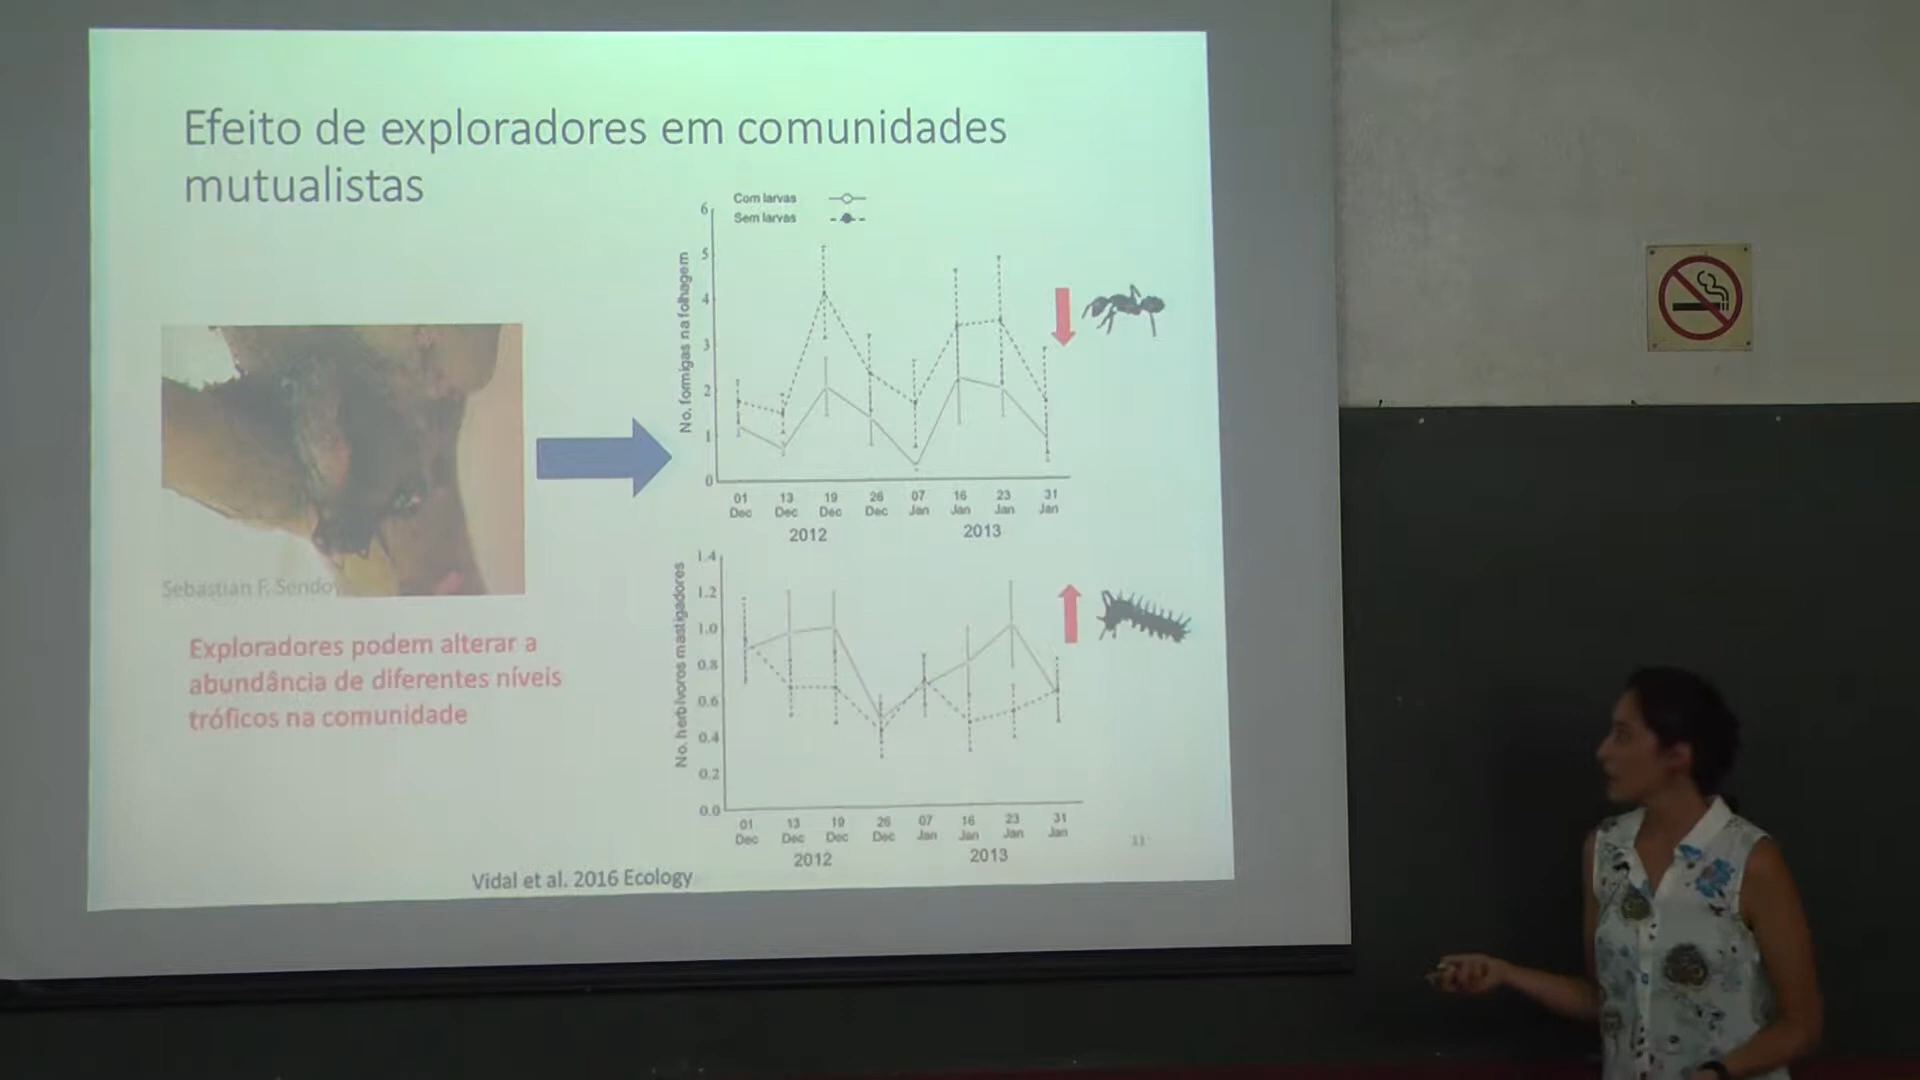 Efeito de exploradores em comunidades
mutualistas
Com larvas
Sem larvas
No. formigas na folhagem
6
5
4
3
2
1
0
01 13 19 26 07 16 23 31
Dec Dec Dec Dec Jan Jan Jan Jan
2012 2013
Sebastian F. Sendoy
Exploradores podem alterar a
abundância de diferentes níveis
tróficos na comunidade
No. herbívoros mastigadores
1.4
1.2
1.0
0.8
0.6
0.4
0.2
0.0
01 13 19 26 07 16 23 31
Dec Dec Dec Dec Jan Jan Jan Jan
2012 2013
11
Vidal et al. 2016 Ecology